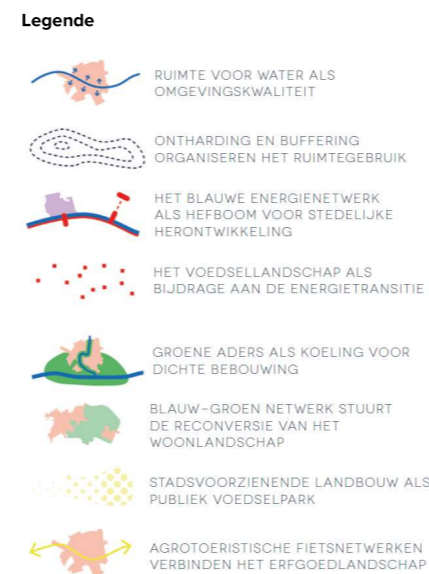 Legende
RUIMTE VOOR WATER ALS
OMGEVINGSKWALITEIT
ONTHARDING EN BUFFERING
ORGANISEREN HET RUIMTEGEBRUIK
HET BLAUWE ENERGIENETWERK
ALS HEFBOOM VOOR STEDELIJKE
HERONTWIKKELING
HET VOEDSELLANDSCHAP ALS
BIJDRAGE AAN DE ENERGIETRANSITIE
GROENE ADERS ALS KOELING VOOR
DICHTE BEBOUWING
BLAUW-GROEN NETWERK STUURT
DE RECONVERSIE VAN HET
WOONLANDSCHAP
STADSVOORZIENENDE LANDBOUW ALS
PUBLIEK VOEDSELPARK
AGROTOERISTISCHE FIETSNETWERKEN
VERBINDEN HET ERFGOEDLANDSCHAP